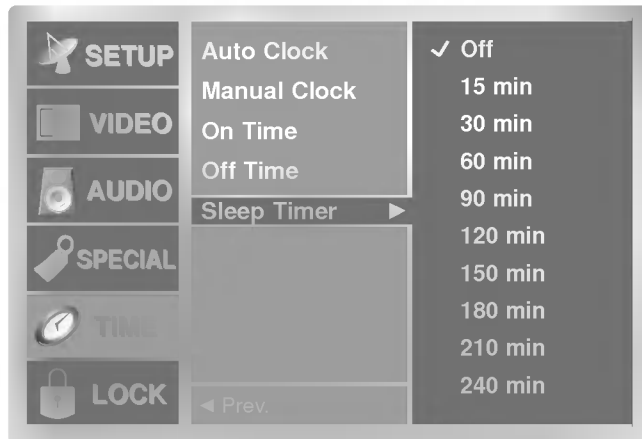 SETUP
VIDEO
AUDIO
SPECIAL
TIME
LOCK
Auto Clock
Manual Clock
On Time
Off Time
Sleep Timer ►
◄ Prev.
✓ Off
15 min
30 min
60 min
90 min
120 min
150 min
180 min
210 min
240 min